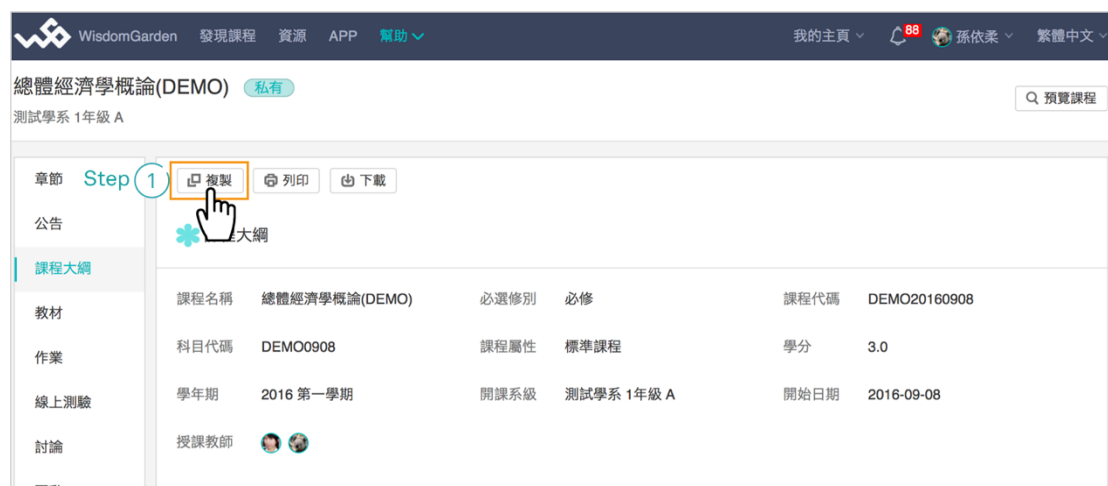 WisdomGarden 發現課程 資源 APP 幫助 我的主頁 88 孫依柔 繁體中文
總體經濟學概論(DEMO) 私有
預覽課程
測試學系 1年級 A
章節 Step 1 複製 列印 下載
公告
大綱
課程大綱
課程名稱 總體經濟學概論(DEMO) 必選修別 必修 課程代碼 DEMO20160908
教材
科目代碼 DEMO0908 課程屬性 標準課程 學分 3.0
作業
學年期 2016 第一學期 開課系級 測試學系 1年級 A 開始日期 2016-09-08
線上測驗
授課教師
討論